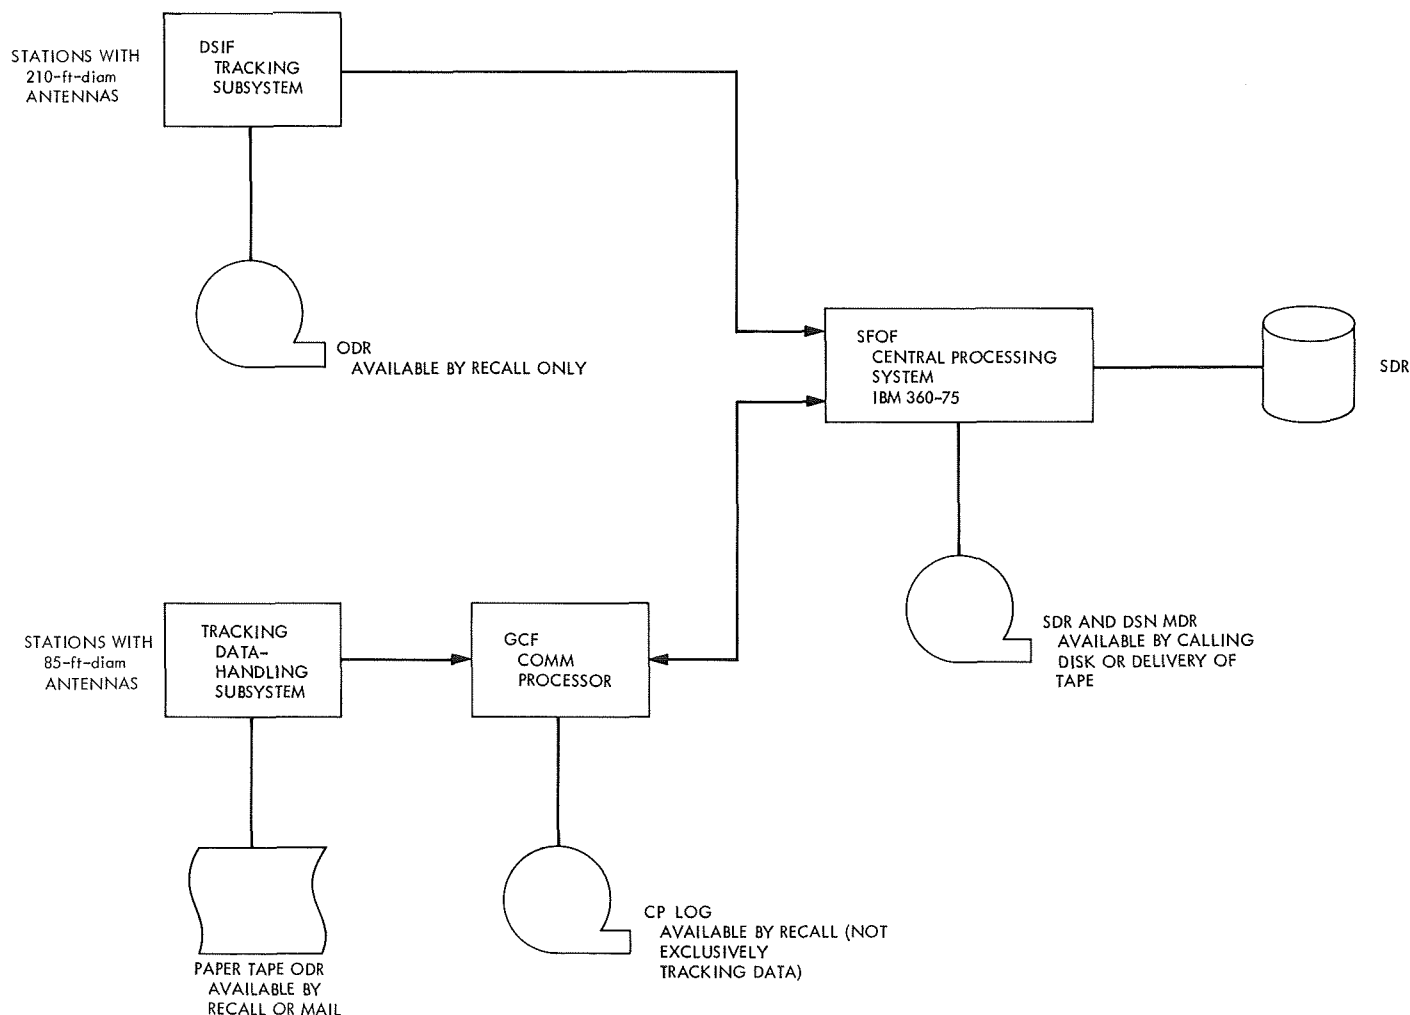 STATIONS WITH
210-ft-diam
ANTENNAS
DSIF
TRACKING
SUBSYSTEM
ODR
AVAILABLE BY RECALL ONLY
SFOF
CENTRAL PROCESSING
SYSTEM
IBM 360-75
SDR
SDR AND DSN MDR
AVAILABLE BY CALLING
DISK OR DELIVERY OF
TAPE
STATIONS WITH
85-ft-diam
ANTENNAS
TRACKING
DATA-
HANDLING
SUBSYSTEM
GCF
COMM
PROCESSOR
PAPER TAPE ODR
AVAILABLE BY
RECALL OR MAIL
CP LOG
AVAILABLE BY RECALL (NOT
EXCLUSIVELY
TRACKING DATA)